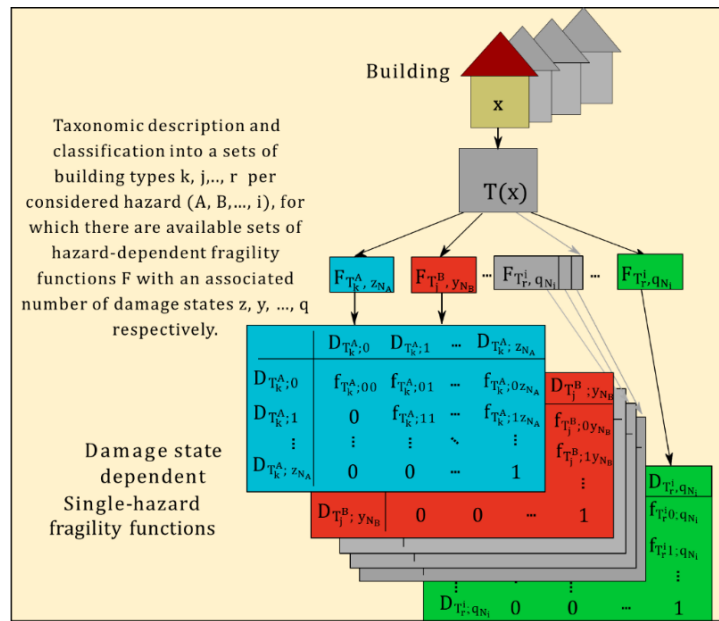 Building
x
T(x)
Taxonomic description and
classification into a sets of
building types k, j,.., r per
considered hazard (A, B,..., i), for
which there are available sets of
hazard-dependent fragility
functions F with an associated
number of damage states z, y, ..., q
respectively.
F_{T_k^A, z_{N_A}} F_{T_j^B, y_{N_B}} ... F_{T_r^i, q_{N_i}} ... F_{T_r^i, q_{N_i}}
D_{T_k^A;0} D_{T_k^A;1} ... D_{T_k^A; z_{N_A}}
D_{T_k^A;0} f_{T_k^A;00} f_{T_k^A;01} ... f_{T_k^A;0z_{N_A}}
D_{T_k^A;1} 0 f_{T_k^A;11} ... f_{T_k^A;1z_{N_A}}
⋮ ⋮ ⋮ ⋱ ⋮
D_{T_k^A; z_{N_A}} 0 0 ... 1
D_{T_j^B; y_{N_B}}
f_{T_j^B;0y_{N_B}}
f_{T_j^B;1y_{N_B}}
⋮
D_{T_j^B; y_{N_B}} 0 0 ... 1
D_{T_r^i, q_{N_i}}
f_{T_r^i0; q_{N_i}}
f_{T_r^i1; q_{N_i}}
⋮ ⋮ ⋮
D_{T_r^i; q_{N_i}} 0 0 ... 1
Damage state
dependent
Single-hazard
fragility functions